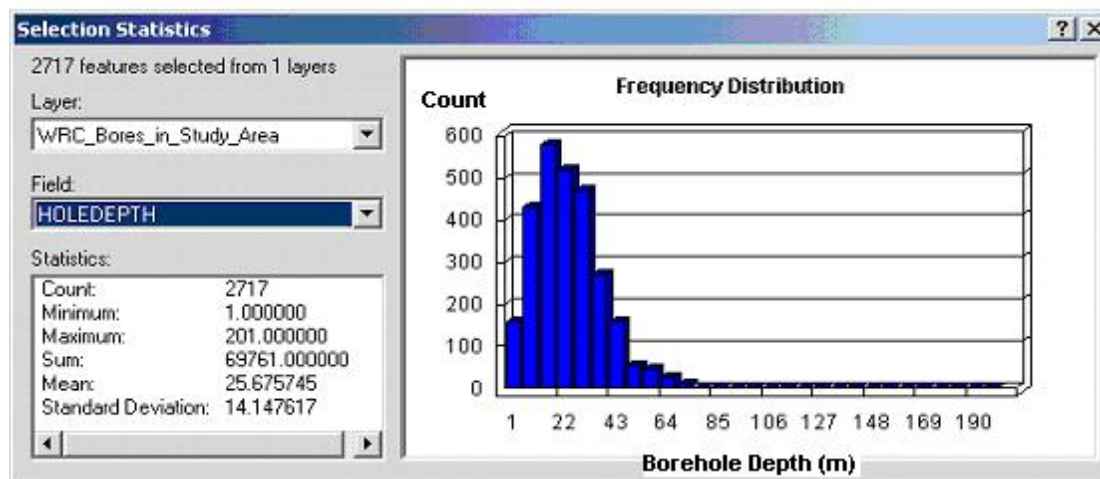 Selection Statistics
2717 features selected from 1 layers
Layer:
WRC_Bores_in_Study_Area
Field:
HOLEDEPTH
Statistics:
Count: 2717
Minimum: 1.000000
Maximum: 201.000000
Sum: 69761.000000
Mean: 25.675745
Standard Deviation: 14.147617
Frequency Distribution
Count
600
500
400
300
200
100
0
1 22 43 64 85 106 127 148 169 190
Borehole Depth (m)